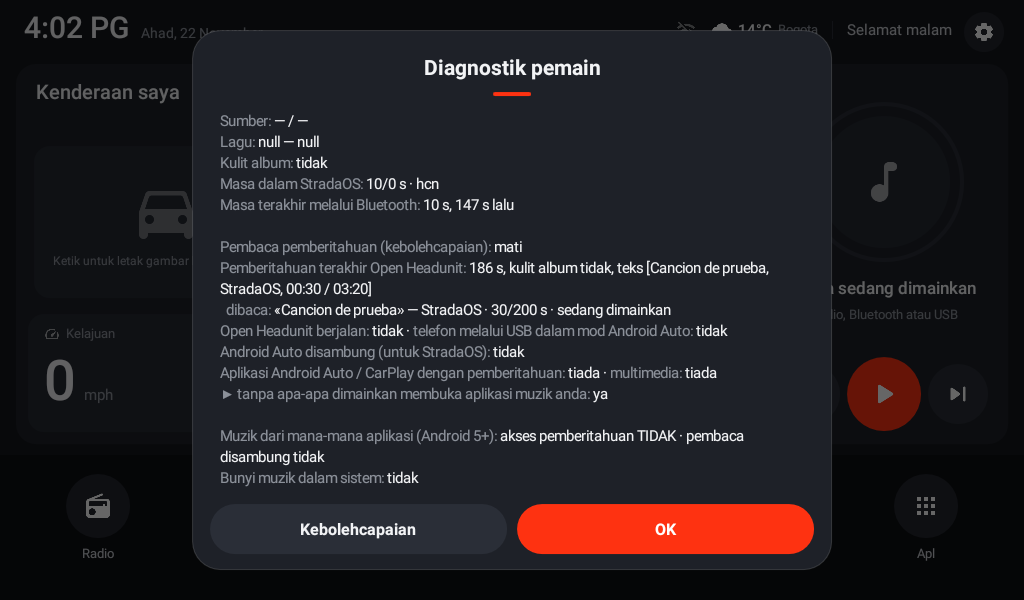 4:02 PG
Ahad, 22 November
14°C Bogota
Selamat malam
Kenderaan saya
Ketik untuk letak gambar
Kelajuan
0 mph
sedang dimainkan
Bluetooth atau USB
Radio
Apl
Diagnostik pemain
Sumber: — / —
Lagu: null — null
Kulit album: tidak
Masa dalam StradaOS: 10/0 s · hcn
Masa terakhir melalui Bluetooth: 10 s, 147 s lalu
Pembaca pemberitahuan (kebolehcapaian): mati
Pemberitahuan terakhir Open Headunit: 186 s, kulit album tidak, teks [Cancion de prueba,
StradaOS, 00:30 / 03:20]
dibaca: «Cancion de prueba» — StradaOS · 30/200 s · sedang dimainkan
Open Headunit berjalan: tidak · telefon melalui USB dalam mod Android Auto: tidak
Android Auto disambung (untuk StradaOS): tidak
Aplikasi Android Auto / CarPlay dengan pemberitahuan: tiada · multimedia: tiada
► tanpa apa-apa dimainkan membuka aplikasi muzik anda: ya
Muzik dari mana-mana aplikasi (Android 5+): akses pemberitahuan TIDAK · pembaca
disambung tidak
Bunyi muzik dalam sistem: tidak
Kebolehcapaian
OK